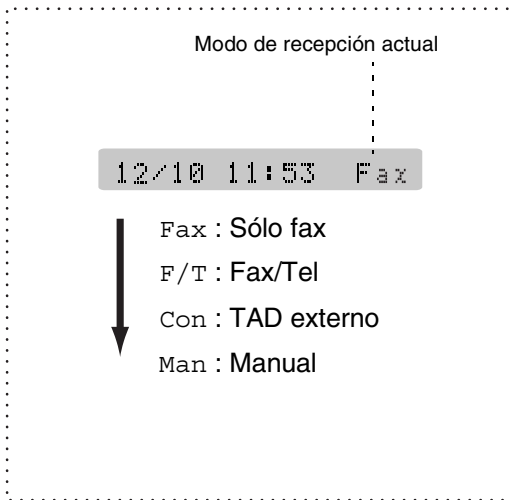 Modo de recepción actual
12/10 11:53 Fax
Fax : Sólo fax
F/T : Fax/Tel
Con : TAD externo
Man : Manual